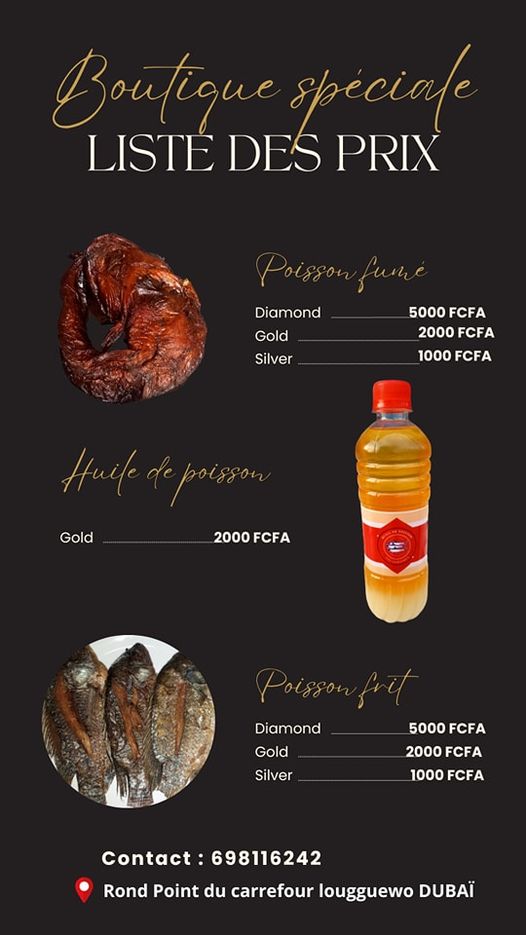 Boutique spéciale
LISTE DES PRIX
Poisson fumé
Diamond 5000 FCFA
Gold 2000 FCFA
Silver 1000 FCFA
Huile de poisson
Gold 2000 FCFA
Poisson frit
Diamond 5000 FCFA
Gold 2000 FCFA
Silver 1000 FCFA
Contact : 698116242
Rond Point du carrefour lougguewo DUBAÏ